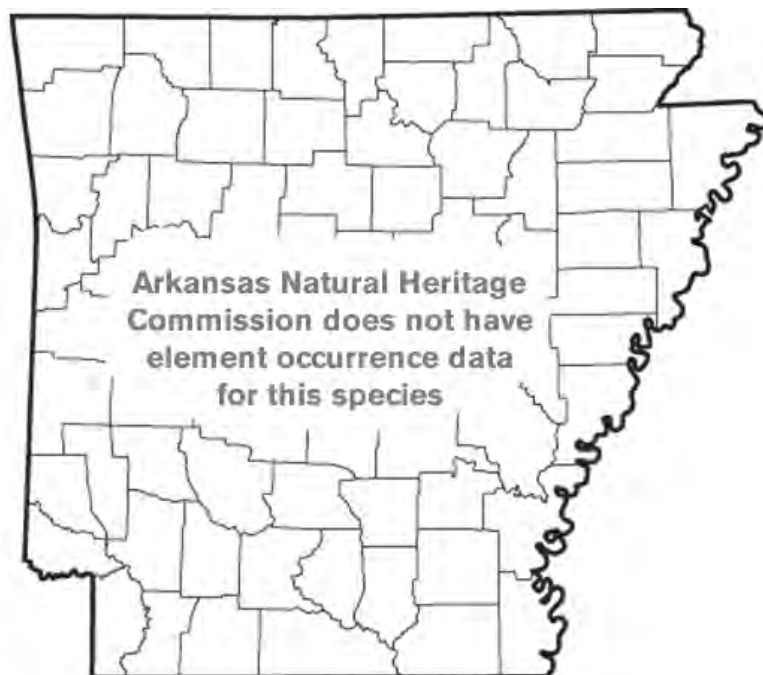 Arkansas Natural Heritage
Commission does not have
element occurrence data
for this species